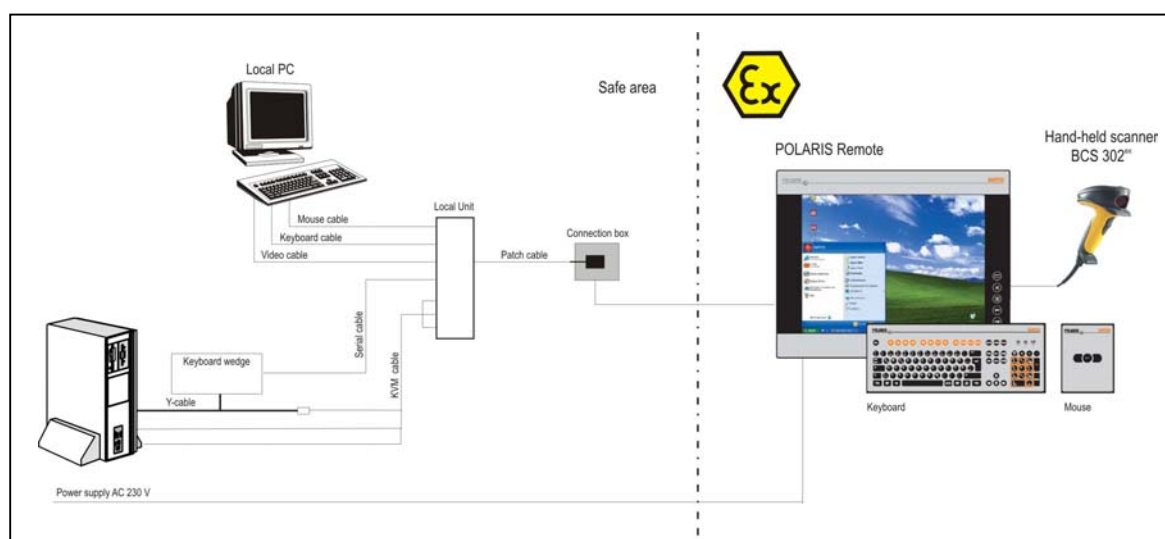 Local PC
Safe area
Ex
POLARIS Remote
Hand-held scanner
BCS 302ex
Mouse cable
Keyboard cable
Video cable
Local Unit
Patch cable
Connection box
Serial cable
KVM cable
Keyboard wedge
Y-cable
Keyboard
Mouse
Power supply AC 230 V